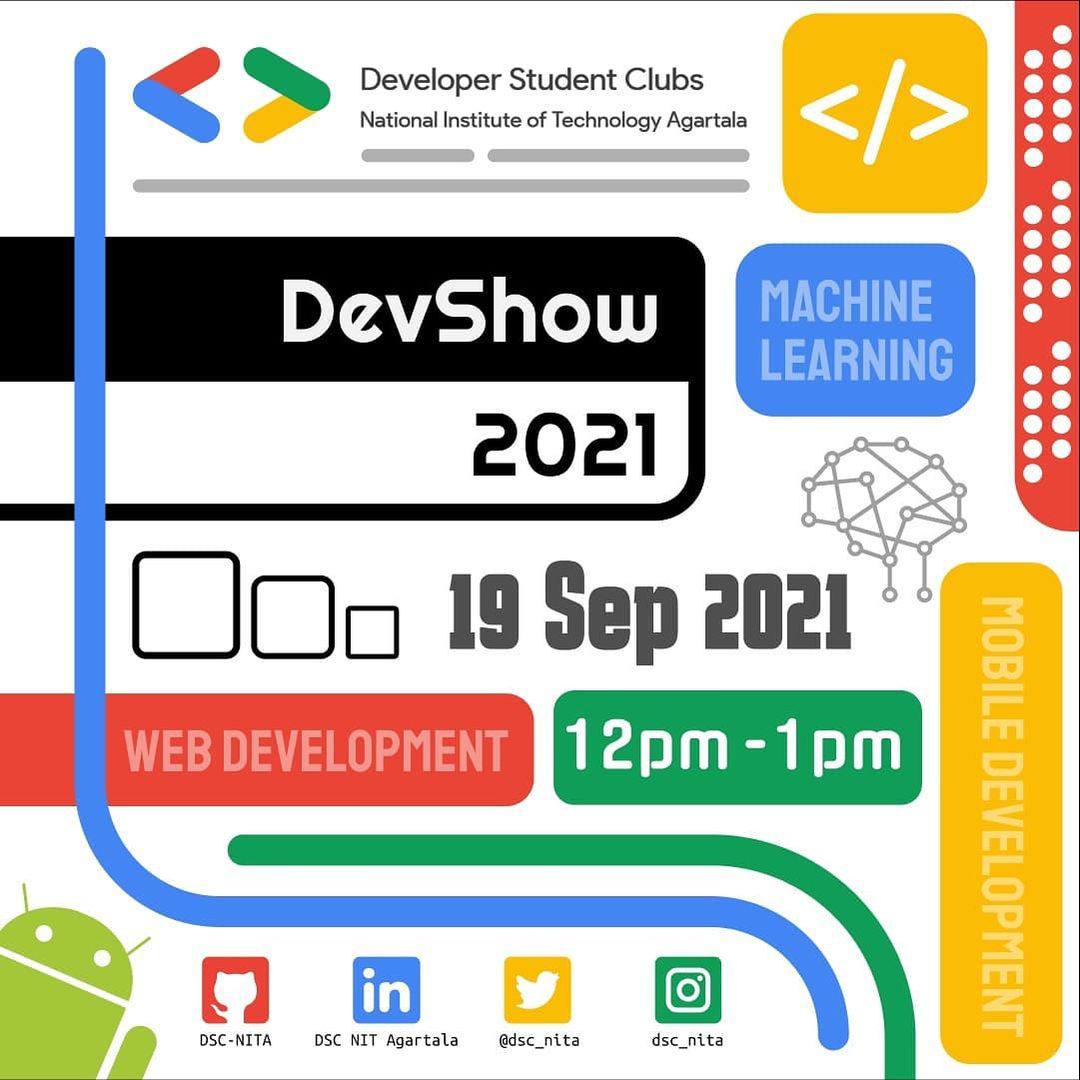 Developer Student Clubs
National Institute of Technology Agartala
</>
DevShow
2021
MACHINE
LEARNING
19 Sep 2021
WEB DEVELOPMENT
12pm - 1pm
MOBILE DEVELOPMENT
in
DSC-NITA
DSC NIT Agartala
@dsc_nita
dsc_nita